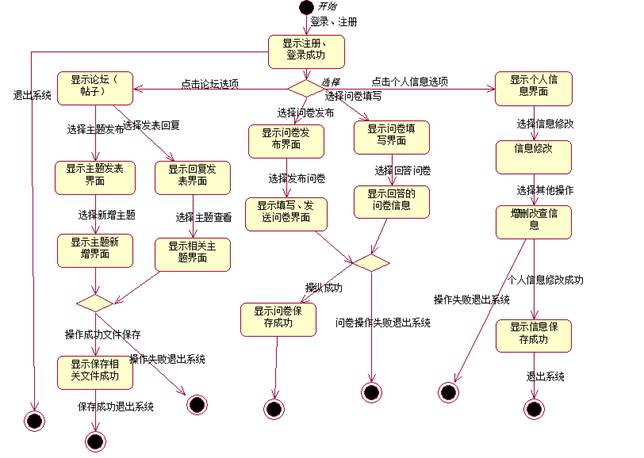 开始
登录、注册
显示注册、
登录成功
选择
点击论坛选项
点击个人信息选项
退出系统
显示论坛（
帖子）
选择问卷发布
选择问卷填写
显示个人信
息界面
选择主题发布
选择发表回复
显示问卷发
布界面
显示问卷填
写界面
选择信息修改
显示主题发表
界面
显示回复发
表界面
选择发布问卷
选择回答问卷
信息修改
选择新增主题
选择主题查看
显示填写、发
送问卷界面
显示回答的
问卷信息
选择其他操作
增删改查信
息
显示主题新
增界面
显示相关主
题界面
操纵成功
个人信息修改成功
操作失败退出系统
显示问卷保
存成功
问卷操作失败退出系统
显示信息保
存成功
操作成功文件保存
操作失败退出系统
显示保存相
关文件成功
退出系统
保存成功退出系统